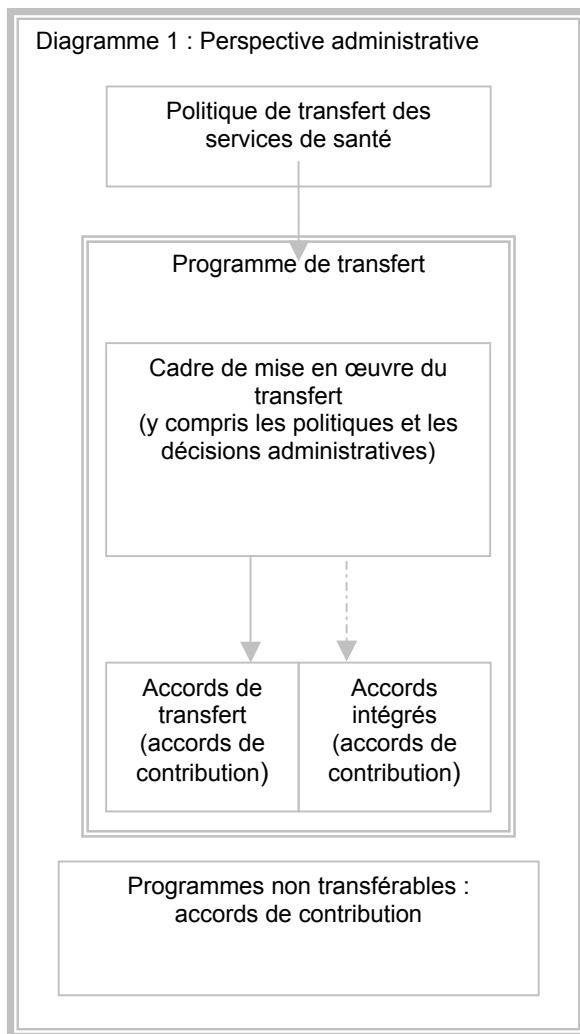 Diagramme 1 : Perspective administrative
Politique de transfert des
services de santé
Programme de transfert
Cadre de mise en œuvre du
transfert
(y compris les politiques et les
décisions administratives)
Accords de
transfert
(accords de
contribution)
Accords
intégrés
(accords de
contribution)
Programmes non transférables :
accords de contribution